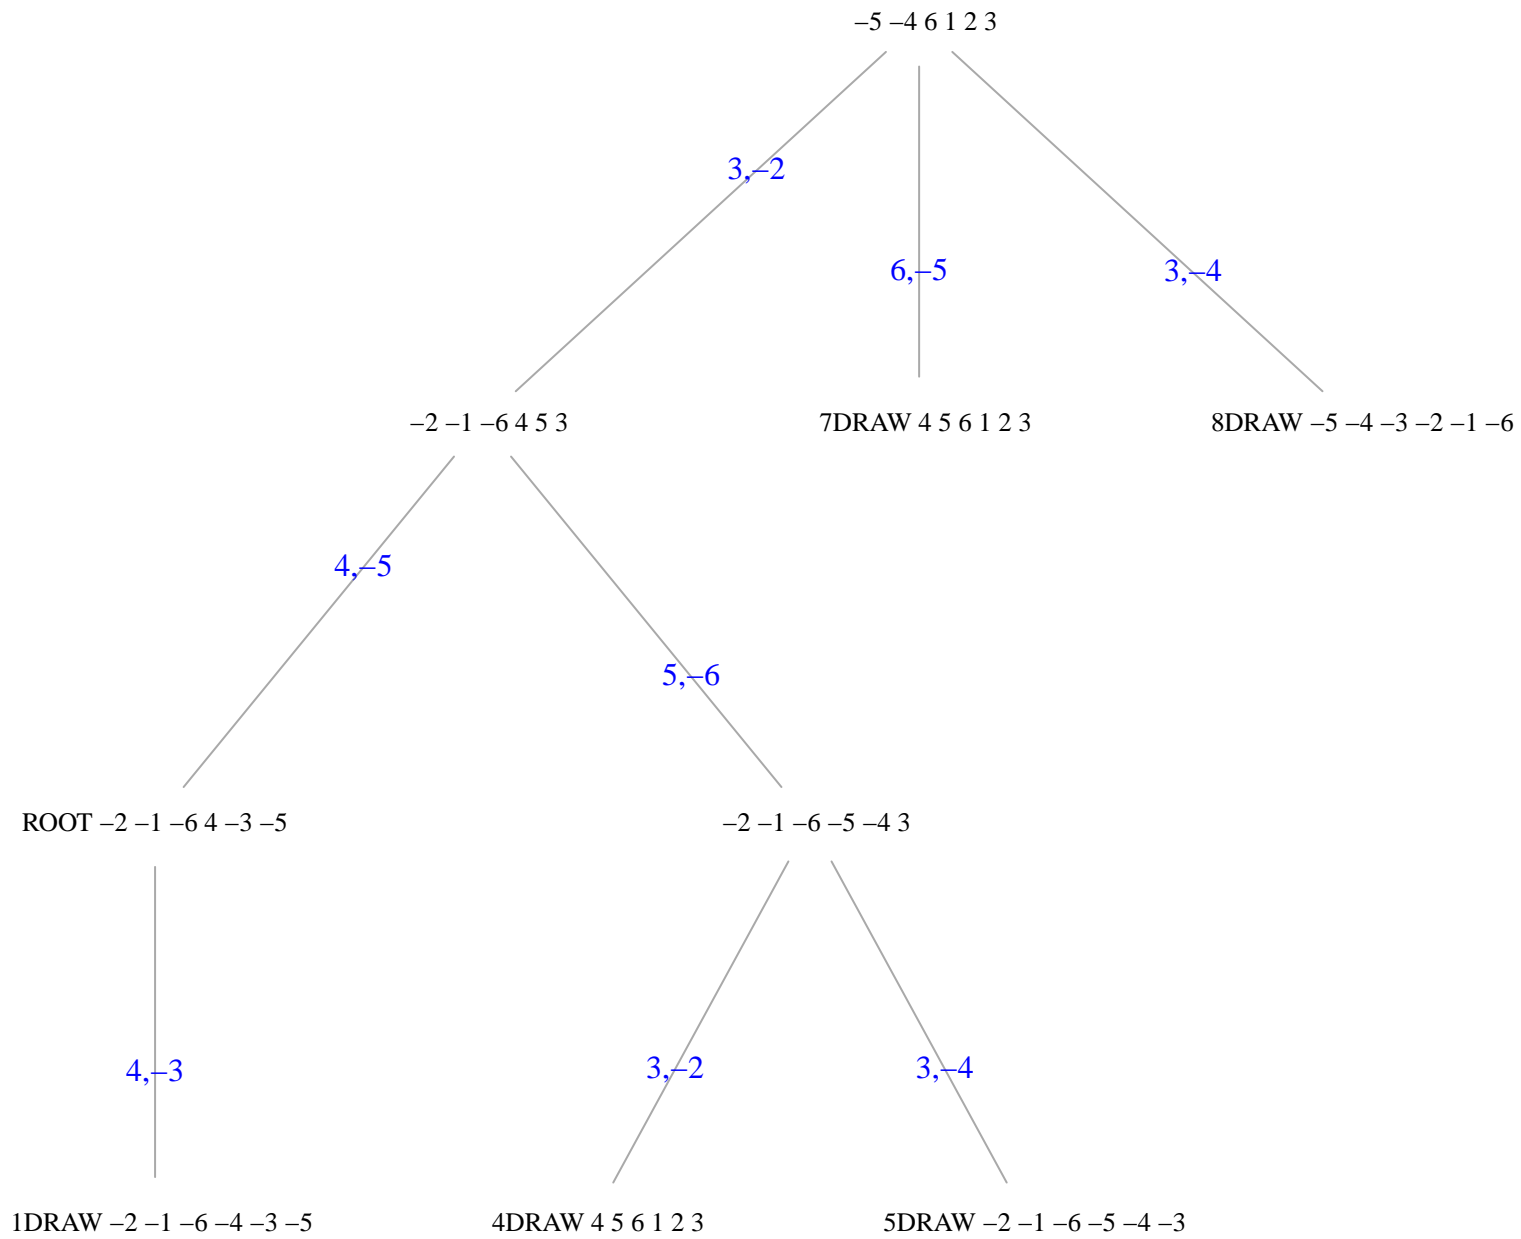 –5 –4 6 1 2 3
3,–2
6,–5
3,–4
–2 –1 –6 4 5 3
7DRAW 4 5 6 1 2 3
8DRAW –5 –4 –3 –2 –1 –6
4,–5
5,–6
ROOT –2 –1 –6 4 –3 –5
–2 –1 –6 –5 –4 3
4,–3
3,–2
3,–4
1DRAW –2 –1 –6 –4 –3 –5
4DRAW 4 5 6 1 2 3
5DRAW –2 –1 –6 –5 –4 –3